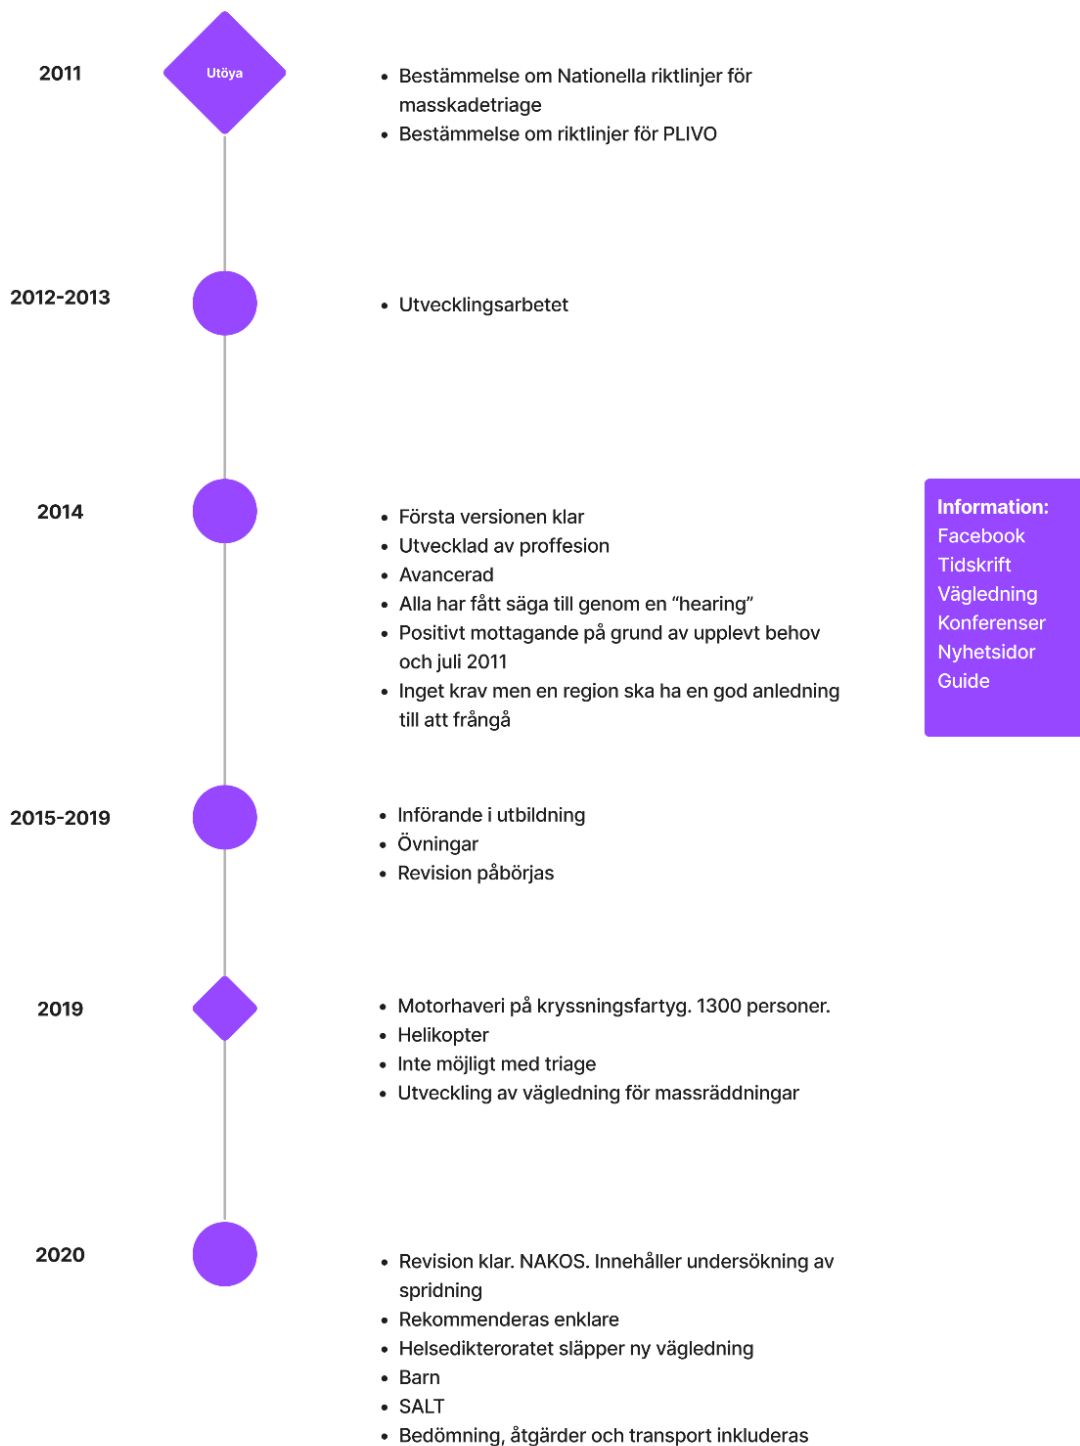 2011
Utöya
• Bestämmelse om Nationella riktlinjer för
masskadetriage
• Bestämmelse om riktlinjer för PLIVO
2012-2013
• Utvecklingsarbetet
2014
• Första versionen klar
• Utvecklad av proffesion
• Avancerad
• Alla har fått säga till genom en “hearing”
• Positivt mottagande på grund av upplevt behov
och juli 2011
• Inget krav men en region ska ha en god anledning
till att frångå
Information:
Facebook
Tidskrift
Vägledning
Konferenser
Nyhetsidor
Guide
2015-2019
• Införande i utbildning
• Övningar
• Revision påbörjas
2019
• Motorhaveri på kryssningsfartyg. 1300 personer.
• Helikopter
• Inte möjligt med triage
• Utveckling av vägledning för massräddningar
2020
• Revision klar. NAKOS. Innehåller undersökning av
spridning
• Rekommenderas enklare
• Helsedikteroratet släpper ny vägledning
• Barn
• SALT
• Bedömning, åtgärder och transport inkluderas